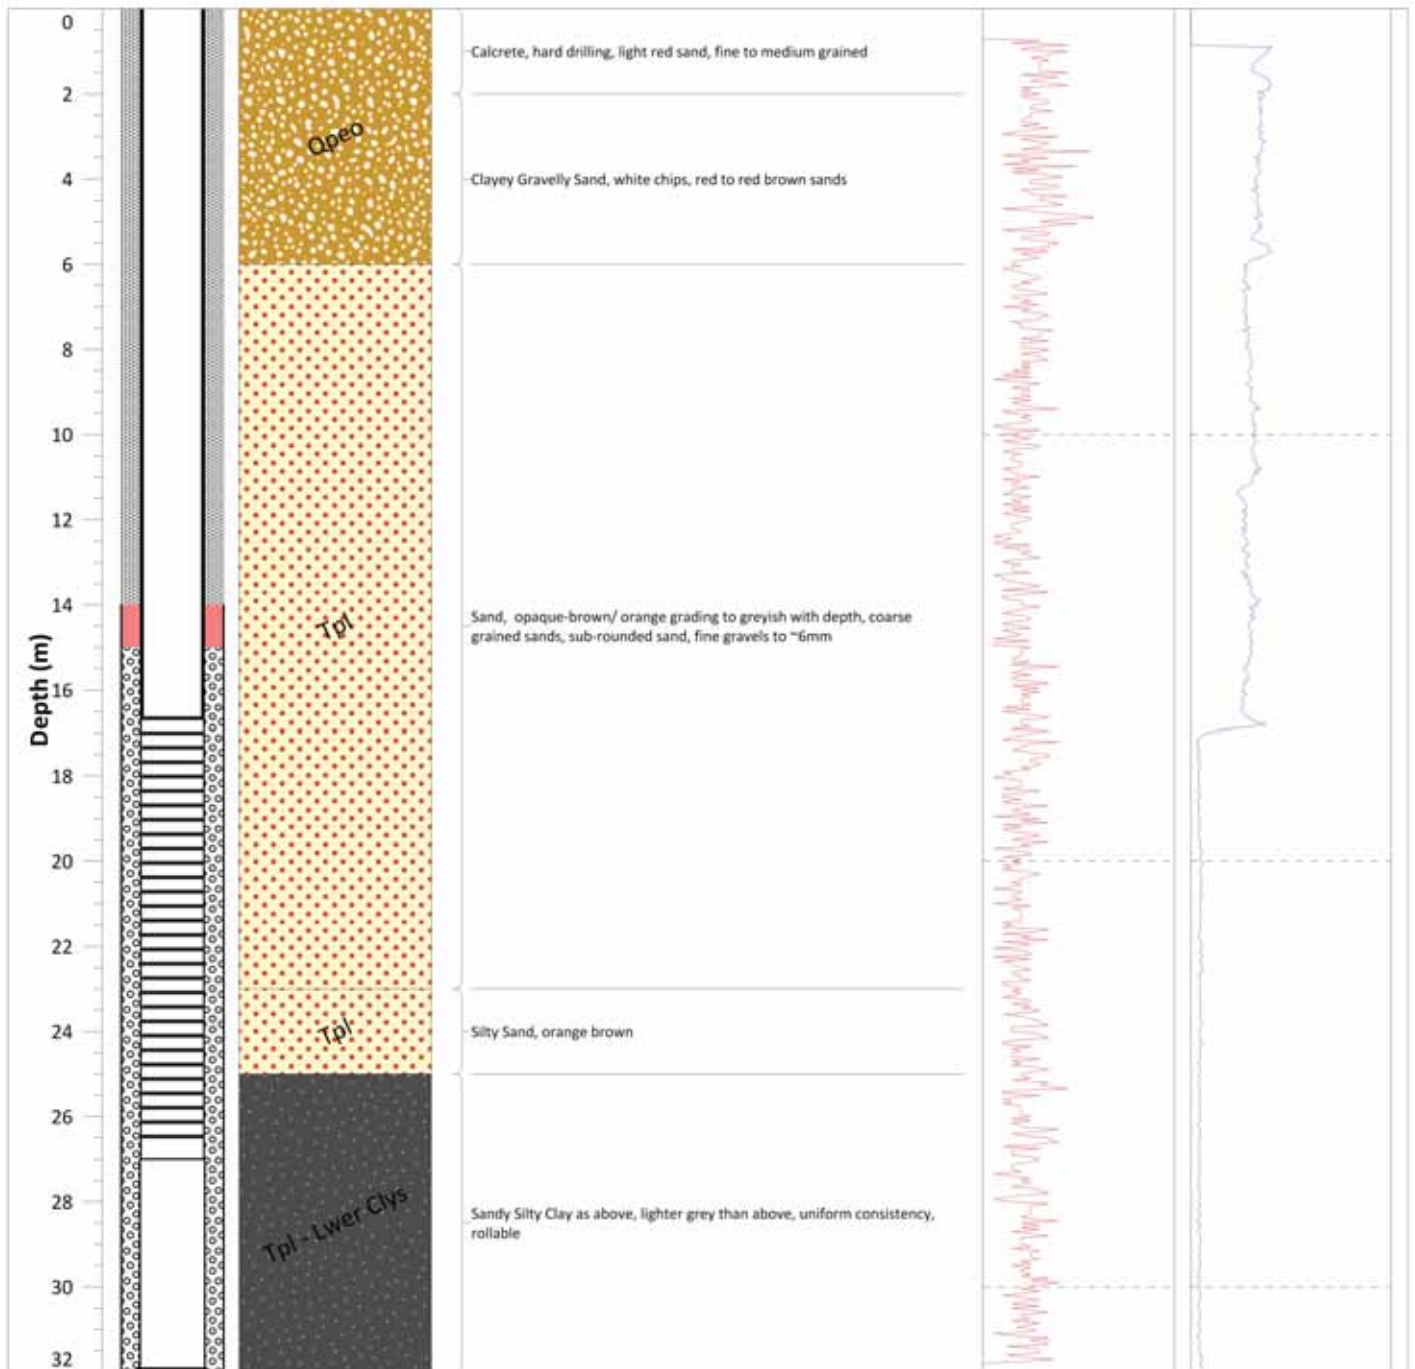 0
Calcrete, hard drilling, light red sand, fine to medium grained
2
Qpeo
4
Clayey Gravelly Sand, white chips, red to red brown sands
6
8
10
12
14
Tpl
Sand, opaque-brown/ orange grading to greyish with depth, coarse
grained sands, sub-rounded sand, fine gravels to ~6mm
Depth (m)
16
18
20
22
24
Tpl
Silty Sand, orange brown
26
28
Tpl - Lwer Clys
Sandy Silty Clay as above, lighter grey than above, uniform consistency,
rollable
30
32